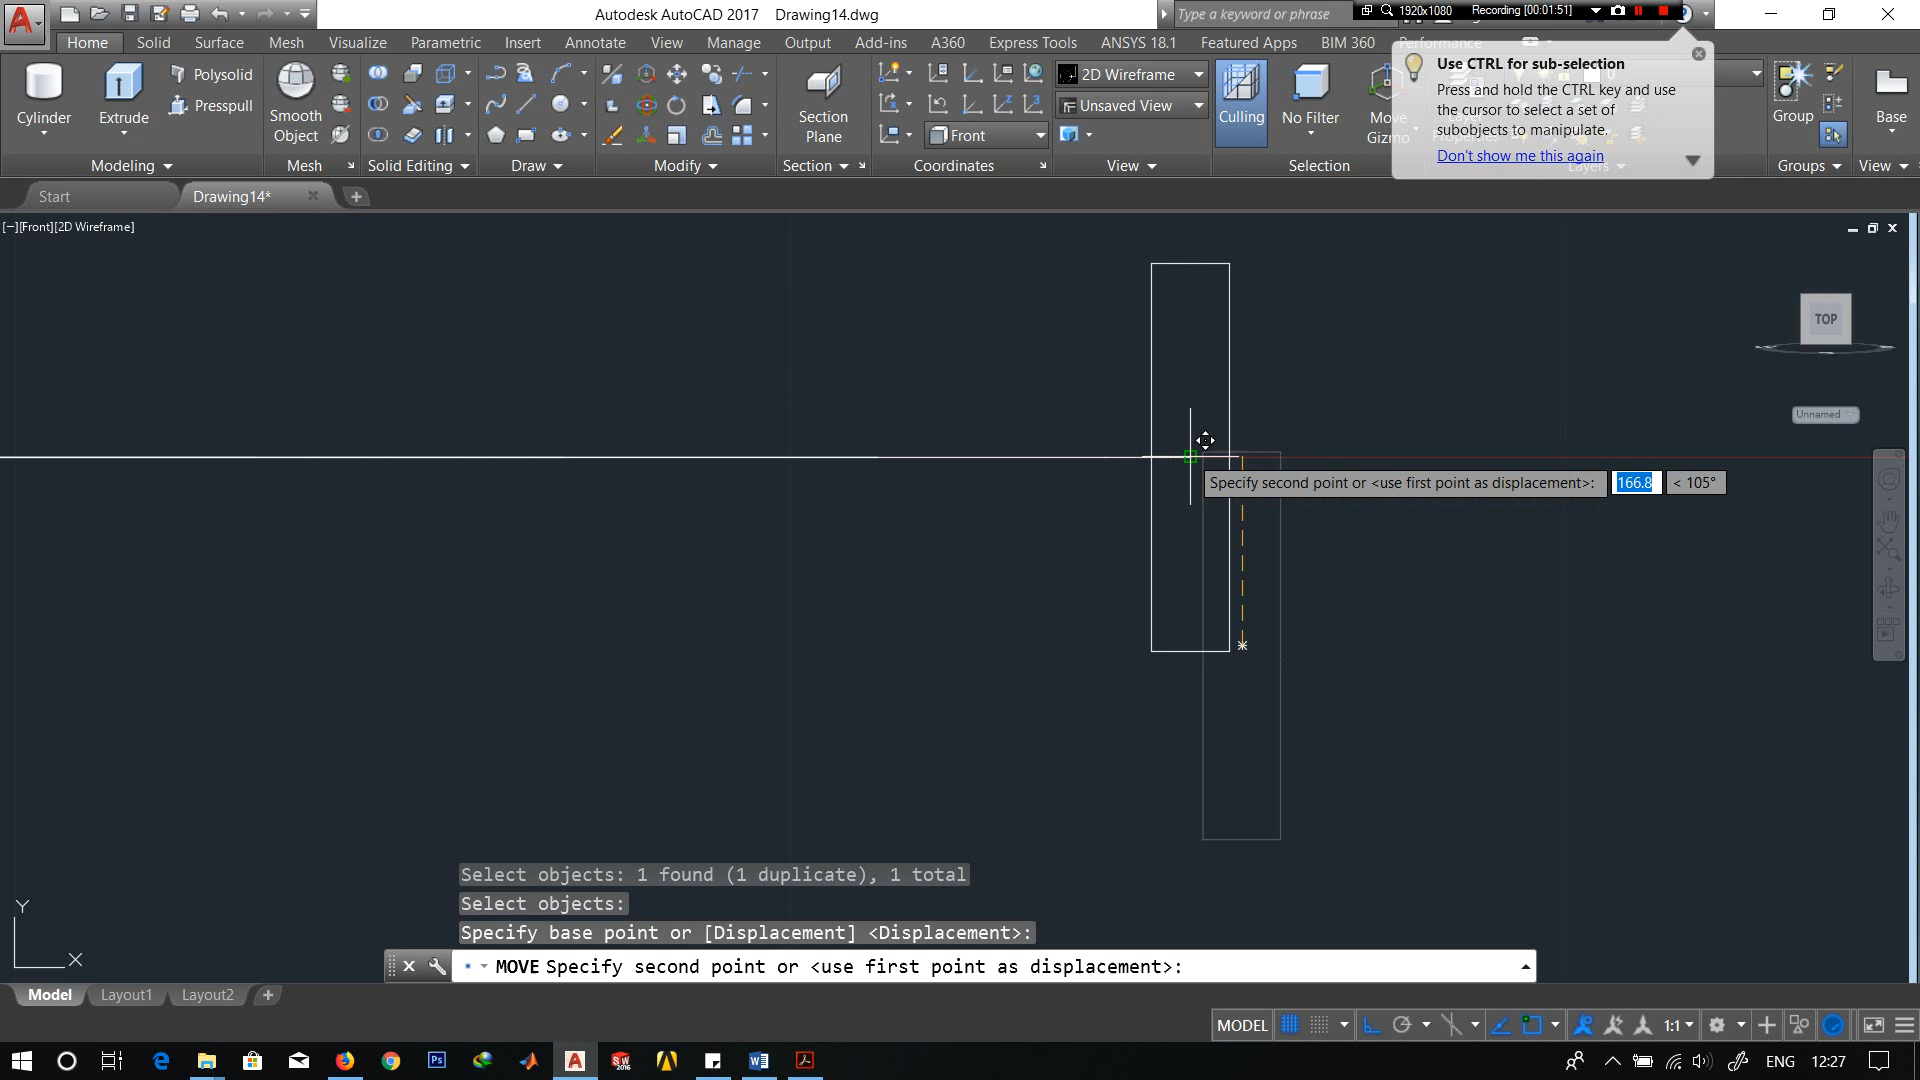 Autodesk AutoCAD 2017 Drawing14.dwg
Type a keyword or phrase
1920x1080 Recording [00:01:51]
Home Solid Surface Mesh Visualize Parametric Insert Annotate View Manage Output Add-ins A360 Express Tools ANSYS 18.1 Featured Apps BIM 360 Performance
Use CTRL for sub-selection
Press and hold the CTRL key and use
the cursor to select a set of
subobjects to manipulate.
Don't show me this again
Polysolid
Presspull
Cylinder
Extrude
Smooth
Object
Section
Plane
2D Wireframe
Unsaved View
Front
Culling
No Filter
Move
Gizmo
Group
Base
Modeling
Mesh
Solid Editing
Draw
Modify
Section
Coordinates
View
Selection
Layers
Groups
View
Start
Drawing14*
[−][Front][2D Wireframe]
TOP
Unnamed
Specify second point or <use first point as displacement>: 166.8 < 105°
Select objects: 1 found (1 duplicate), 1 total
Select objects:
Specify base point or [Displacement] <Displacement>:
MOVE Specify second point or <use first point as displacement>:
Y
X
Model Layout1 Layout2
MODEL
1:1
ENG 12:27